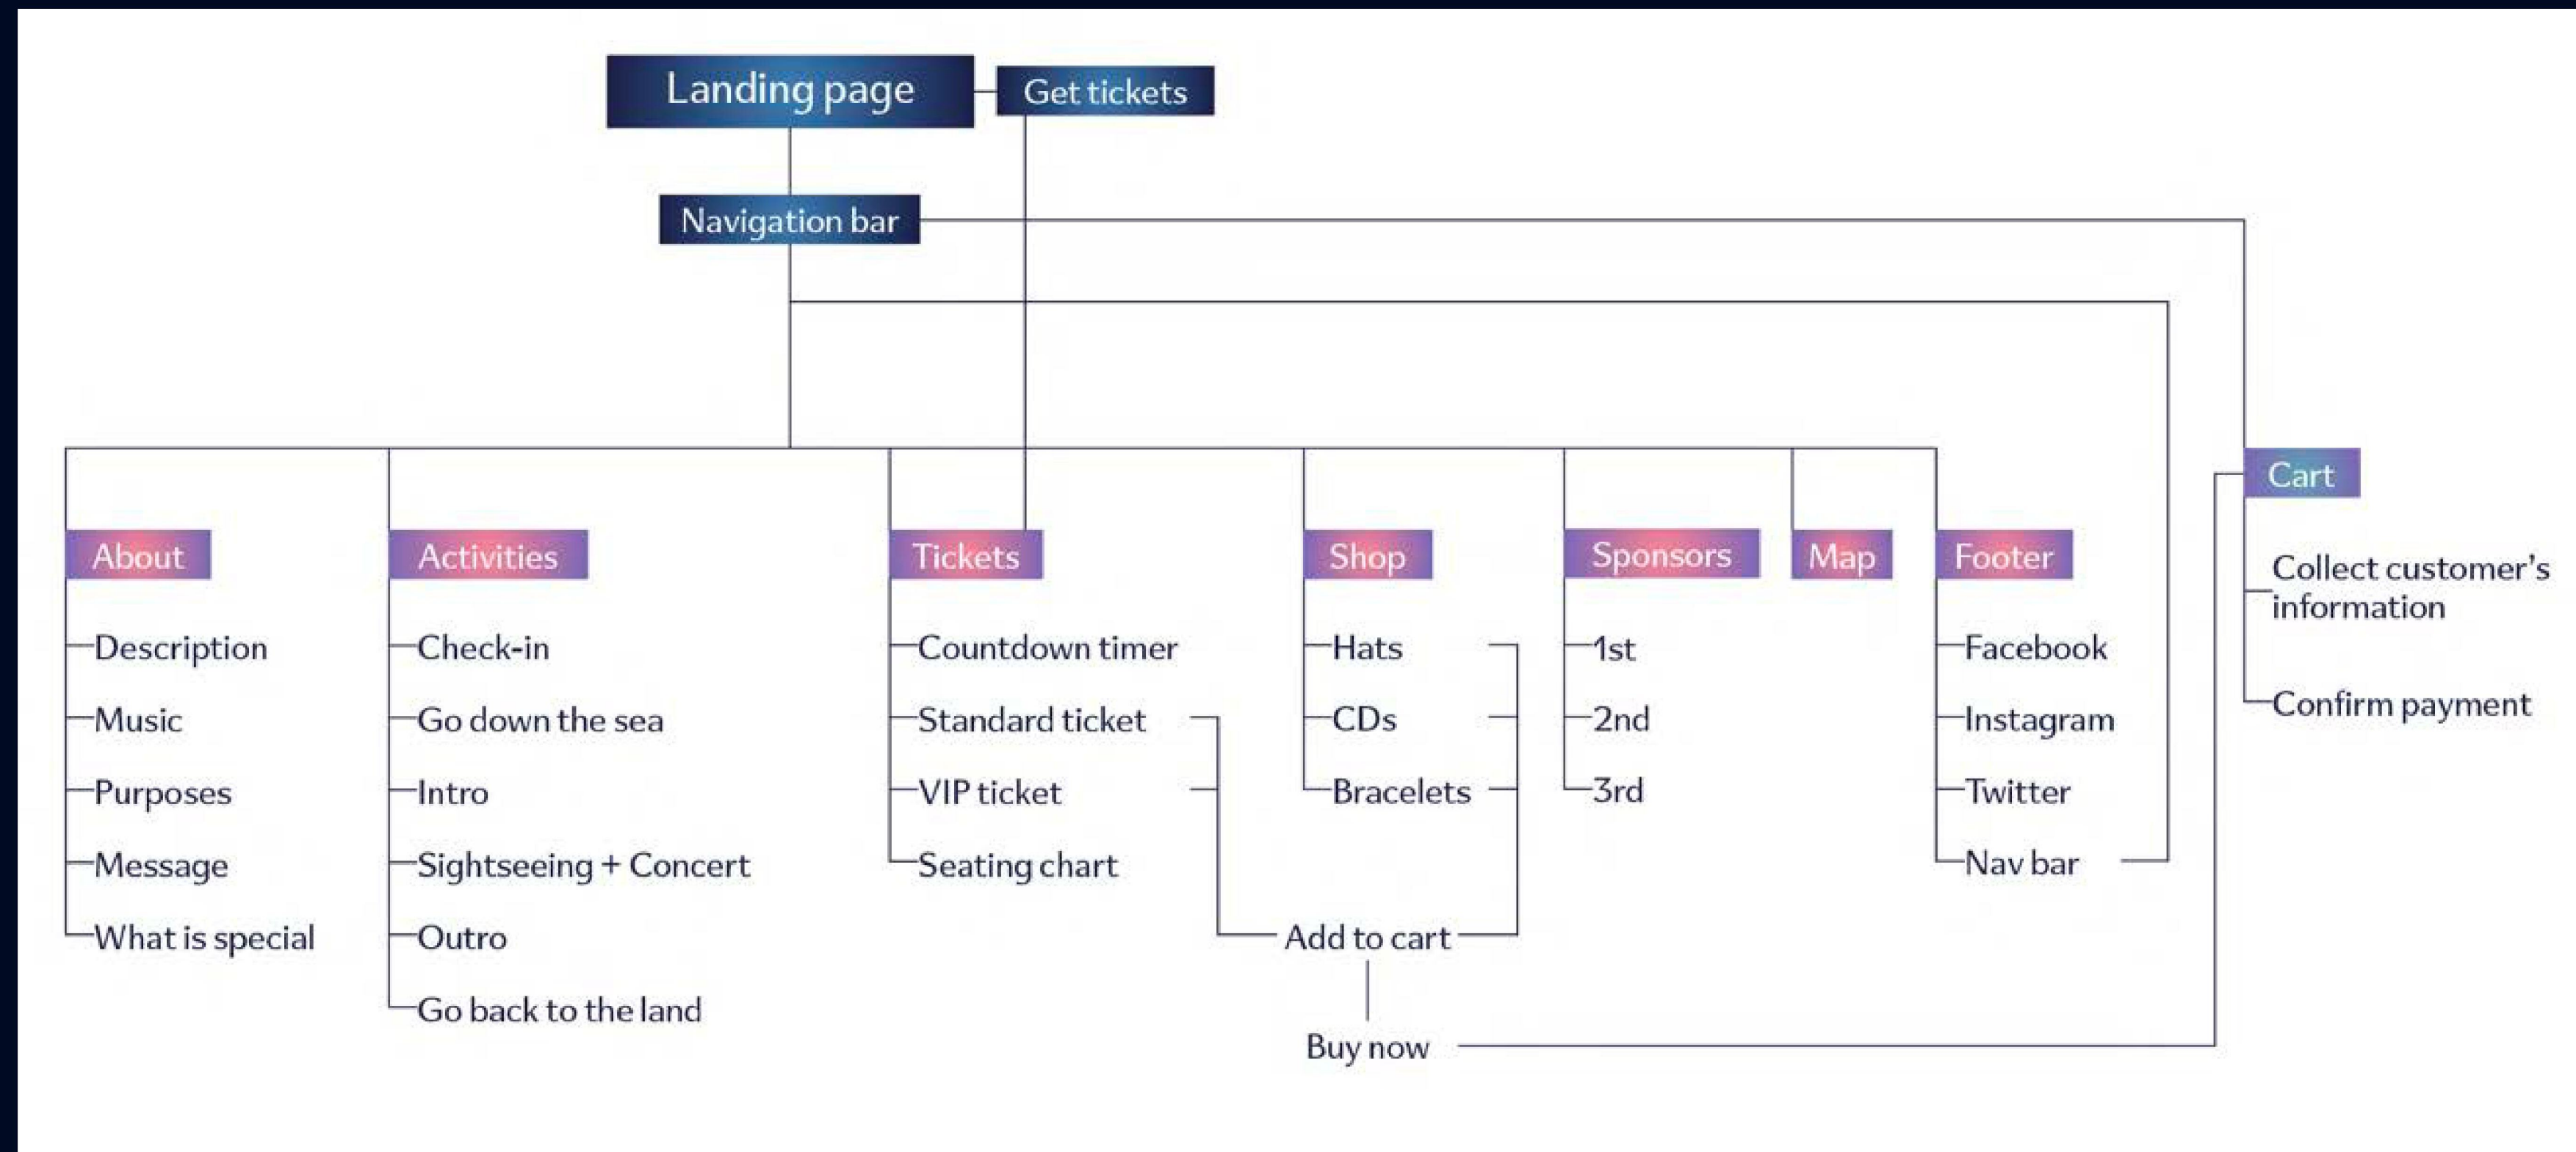 Landing page
Get tickets
Navigation bar
Cart
Collect customer's
information
Confirm payment
About
Description
Music
Purposes
Message
What is special
Activities
Check-in
Go down the sea
Intro
Sightseeing + Concert
Outro
Go back to the land
Tickets
Countdown timer
Standard ticket
VIP ticket
Seating chart
Shop
Hats
CDs
Bracelets
Add to cart
Buy now
Sponsors
1st
2nd
3rd
Map
Footer
Facebook
Instagram
Twitter
Nav bar